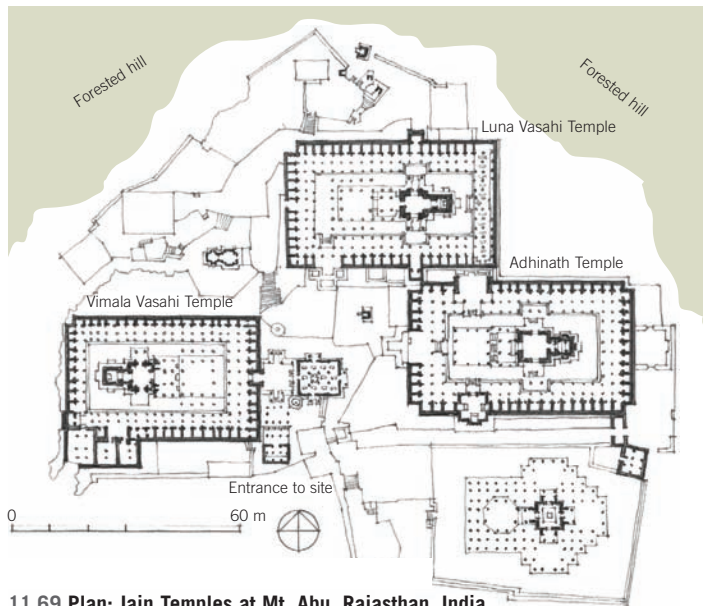 Forested hill
Forested hill
Luna Vasahi Temple
Adhinath Temple
Vimala Vasahi Temple
Entrance to site
0 60 m
11.69 Plan: Jain Temples at Mt. Abu, Rajasthan, India